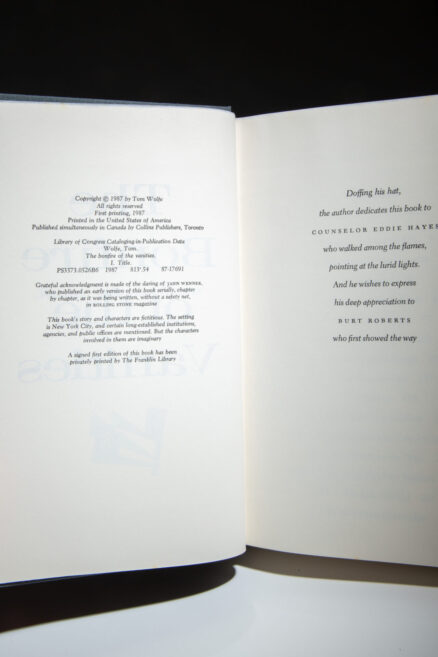 Copyright © 1987 by Tom Wolfe
All rights reserved
First printing, 1987
Printed in the United States of America
Published simultaneously in Canada by Collins Publishers, Toronto
Library of Congress Cataloging-in-Publication Data
Wolfe, Tom.
The bonfire of the vanities.
I. Title.
PS3573.O526B6 1987 813'.54 87-17691
Grateful acknowledgment is made of the daring of JANN WENNER,
who published an early version of this book serially, chapter
by chapter, as it was being written, without a safety net,
in ROLLING STONE magazine
This book's story and characters are fictitious. The setting
is New York City, and certain long-established institutions,
agencies, and public offices are mentioned. But the characters
involved in them are imaginary
A signed first edition of this book has been
privately printed by The Franklin Library
Doffing his hat,
the author dedicates this book to
COUNSELOR EDDIE HAYES
who walked among the flames,
pointing at the lurid lights.
And he wishes to express
his deep appreciation to
BURT ROBERTS
who first showed the way